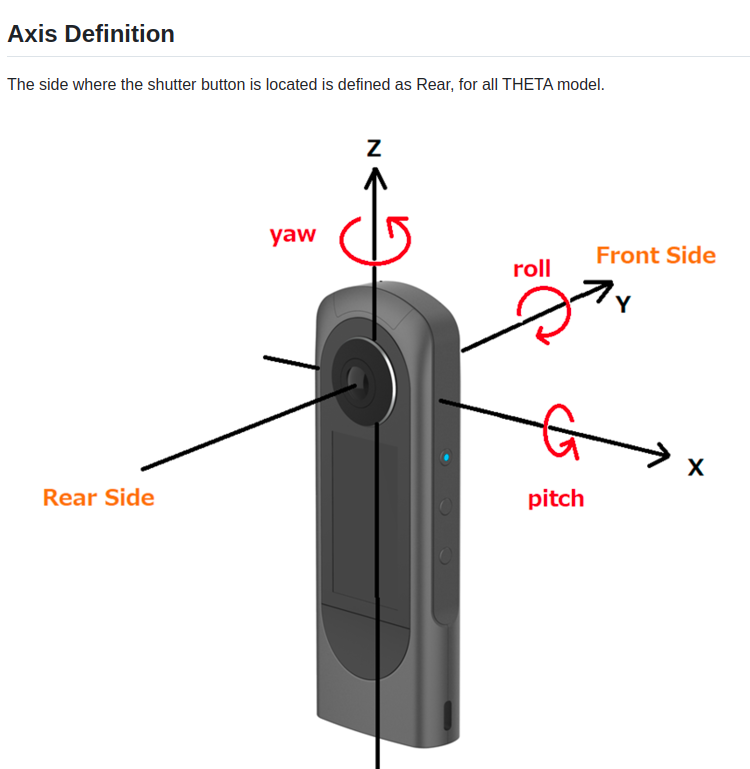 Axis Definition
The side where the shutter button is located is defined as Rear, for all THETA model.
Z
yaw
roll
Front Side
Y
X
Rear Side
pitch